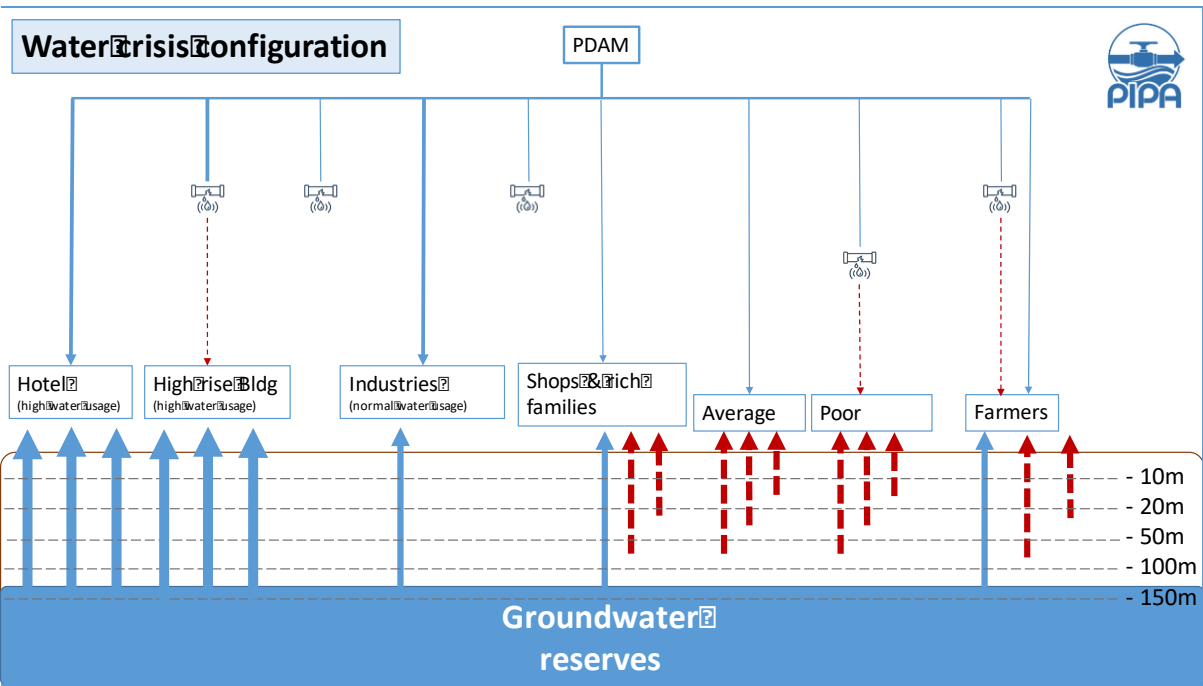 Water�crisis�configuration
PDAM
PIPA
Hotel�
(high�water�usage)
High�rise�Bldg
(high�water�usage)
Industries�
(normal�water�usage)
Shops�&�rich�
families
Average
Poor
Farmers
- 10m
- 20m
- 50m
- 100m
- 150m
Groundwater�
reserves